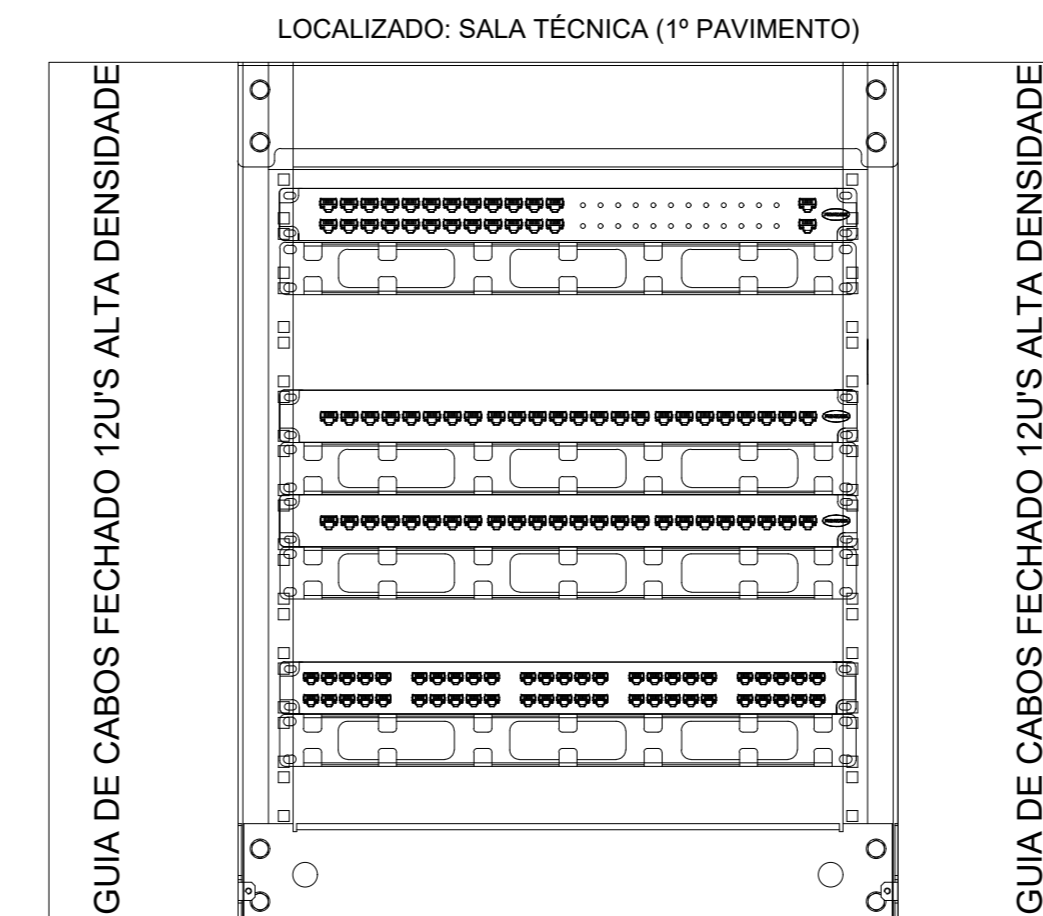 LOCALIZADO: SALA TÉCNICA (1º PAVIMENTO)
GUIA DE CABOS FECHADO 12U'S ALTA DENSIDADE
GUIA DE CABOS FECHADO 12U'S ALTA DENSIDADE